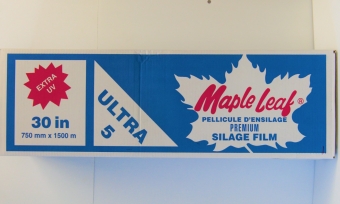 EXTRA
UV
30 in
750 mm x 1500 m
ULTRA
5
Maple Leaf ®
PELLICULE D'ENSILAGE
PREMIUM
SILAGE FILM